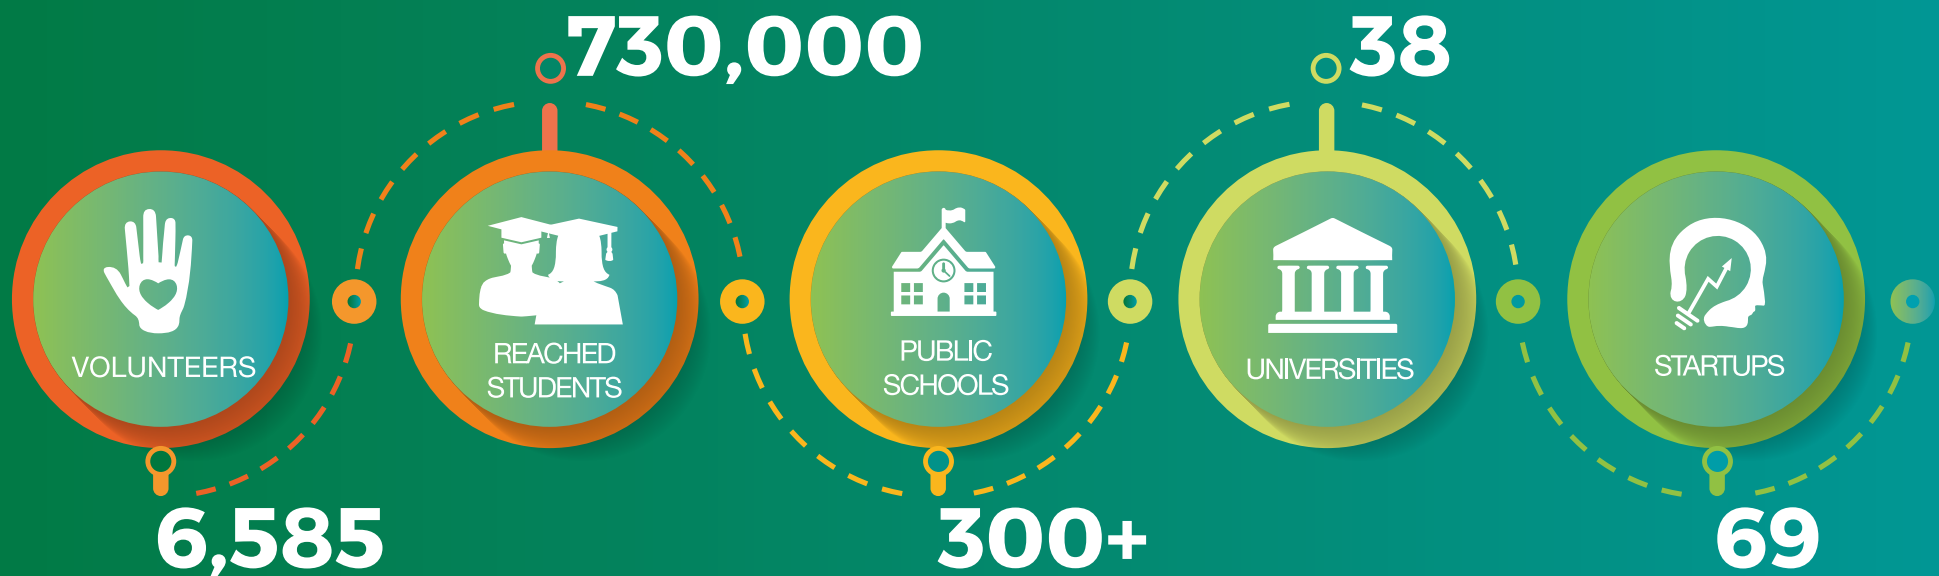 730,000
38
VOLUNTEERS
REACHED
STUDENTS
PUBLIC
SCHOOLS
UNIVERSITIES
STARTUPS
6,585
300+
69